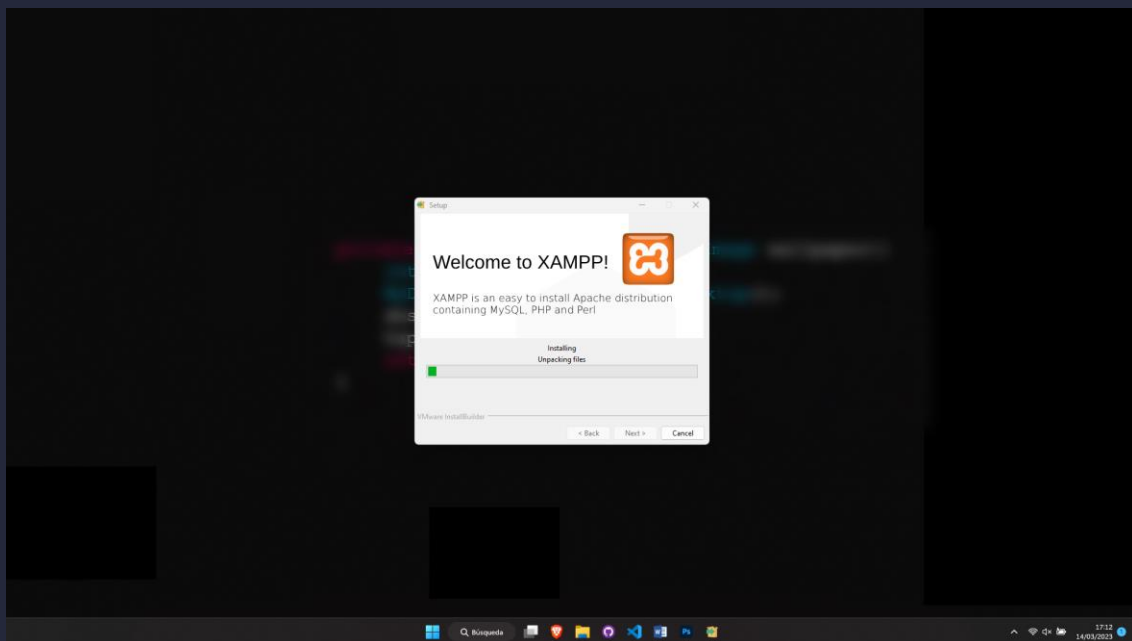 Setup
Welcome to XAMPP!
XAMPP is an easy to install Apache distribution
containing MySQL, PHP and Perl
Installing
Unpacking files
VMware InstallBuilder
< Back
Next >
Cancel
Búsqueda
17:12
14/03/2023